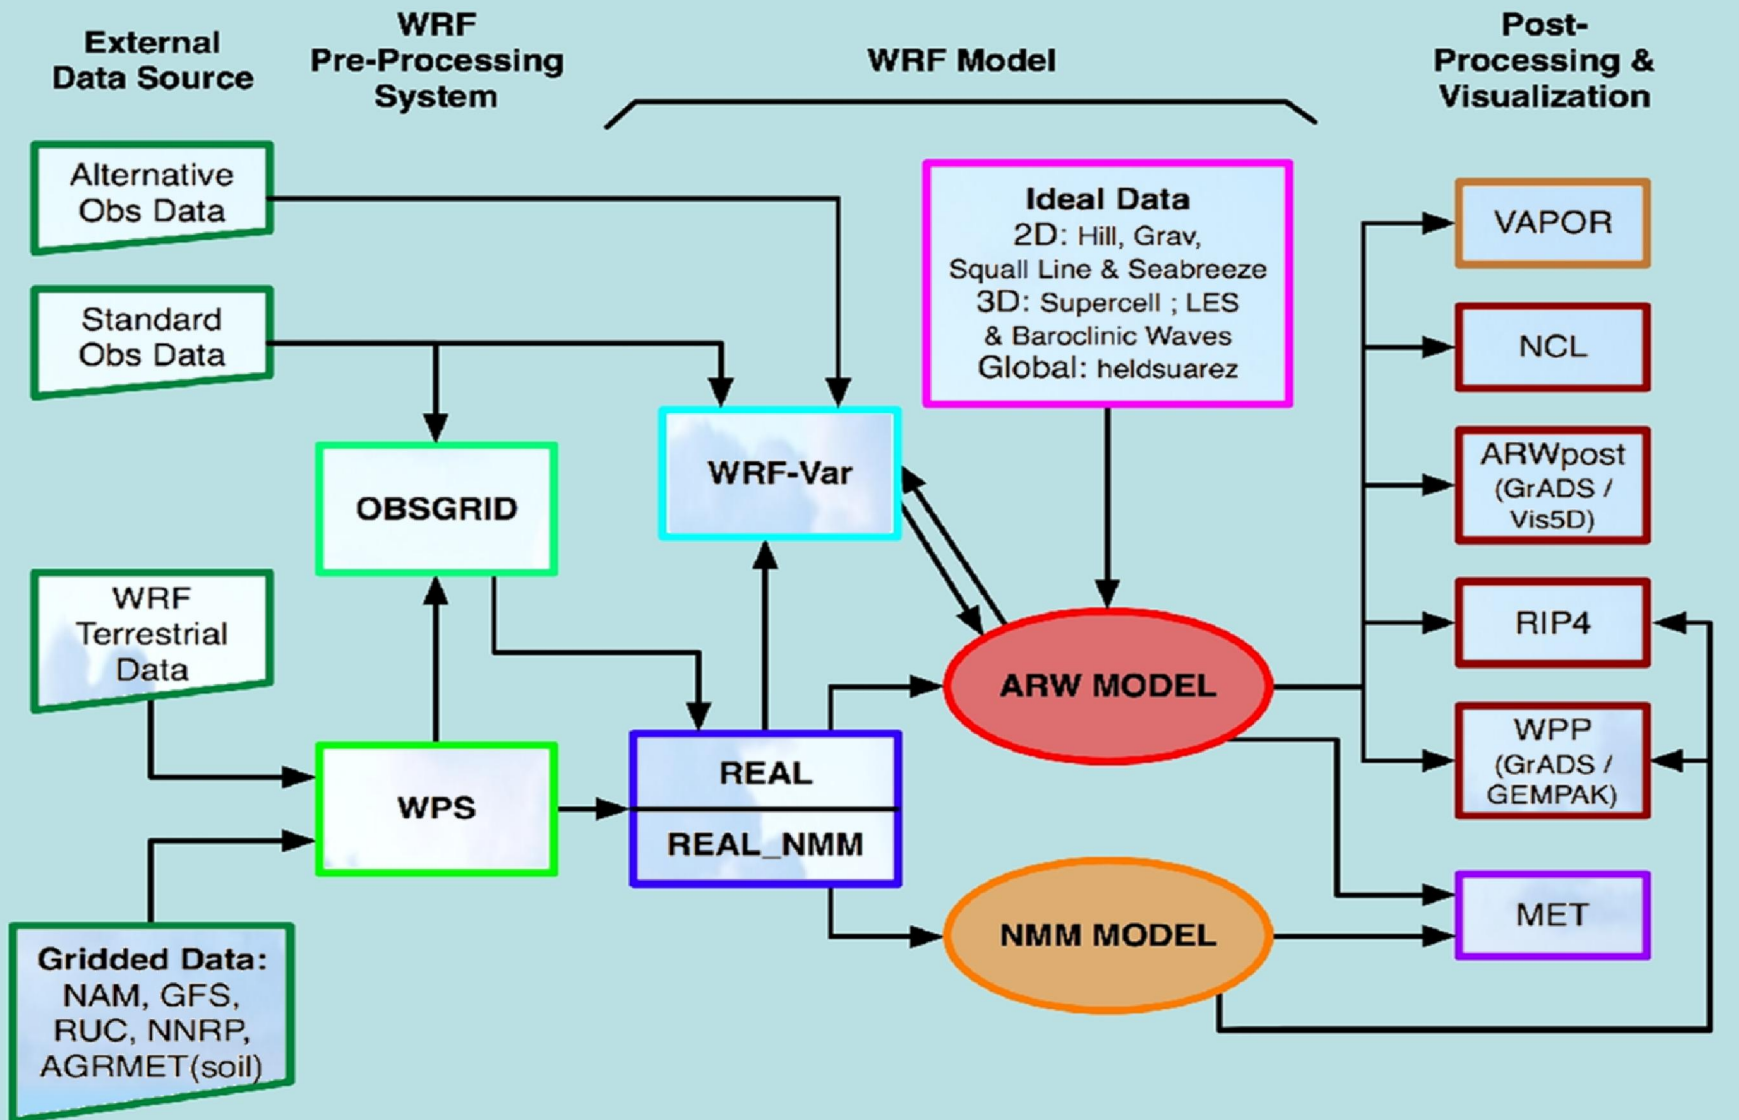 External
Data Source
WRF
Pre-Processing
System
WRF Model
Post-
Processing &
Visualization
Alternative
Obs Data
Standard
Obs Data
WRF
Terrestrial
Data
Gridded Data:
NAM, GFS,
RUC, NNRP,
AGRMET(soil)
OBSGRID
WPS
WRF-Var
REAL
REAL_NMM
Ideal Data
2D: Hill, Grav,
Squall Line & Seabreeze
3D: Supercell ; LES
& Baroclinic Waves
Global: heldsuarez
ARW MODEL
NMM MODEL
VAPOR
NCL
ARWpost
(GrADS /
Vis5D)
RIP4
WPP
(GrADS /
GEMPAK)
MET